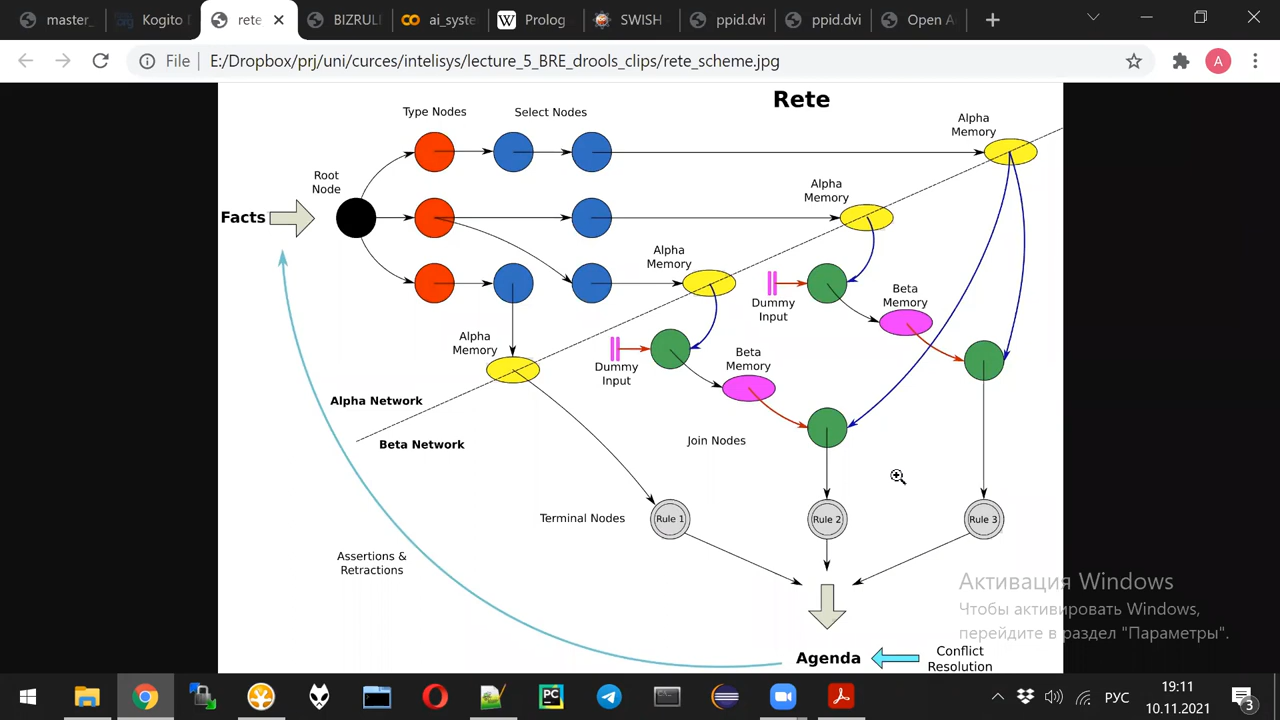 master_
Kogito D
rete
BIZRUL
ai_syste
Prolog
SWISH
ppid.dvi
ppid.dvi
Open A
File
E:/Dropbox/prj/uni/curces/intelisys/lecture_5_BRE_drools_clips/rete_scheme.jpg
A
Rete
Type Nodes
Select Nodes
Alpha
Memory
Root
Node
Alpha
Memory
Facts
Alpha
Memory
Dummy
Input
Beta
Memory
Alpha
Memory
Dummy
Input
Beta
Memory
Alpha Network
Beta Network
Join Nodes
Terminal Nodes
Rule 1
Rule 2
Rule 3
Assertions &
Retractions
Активация Windows
Чтобы активировать Windows,
перейдите в раздел "Параметры".
Agenda
Conflict
Resolution
PC
РУС
19:11
10.11.2021
3